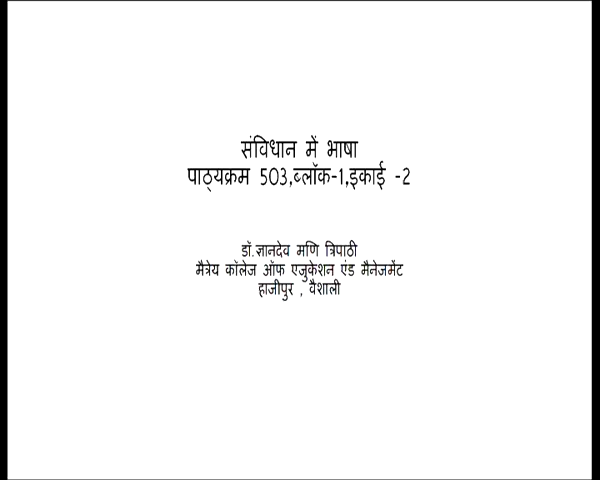 संविधान में भाषा
पाठ्यक्रम 503,ब्लॉक-1,इकाई -2
डॉ.ज्ञानदेव मणि त्रिपाठी
मैत्रेय कॉलेज ऑफ एजुकेशन एंड मैनेजमेंट
हाजीपुर , वैशाली